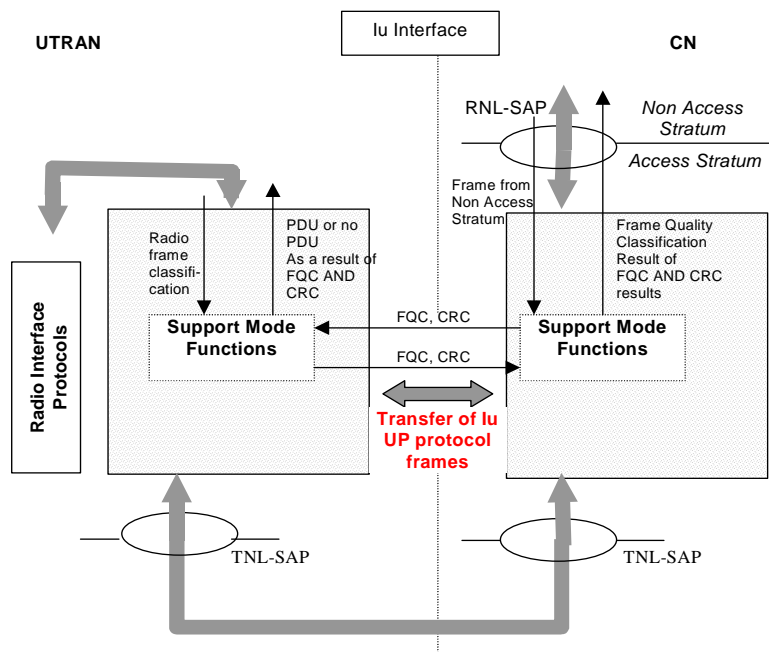 Iu Interface
UTRAN
CN
RNL-SAP
Non Access
Stratum
Access Stratum
Frame from
Non Access
Stratum
Radio
frame
classifi-
cation
PDU or no
PDU
As a result of
FQC AND
CRC
Frame Quality
Classification
Result of
FQC AND CRC
results
Radio Interface
Protocols
Support Mode
Functions
FQC, CRC
FQC, CRC
Support Mode
Functions
Transfer of Iu
UP protocol
frames
TNL-SAP
TNL-SAP